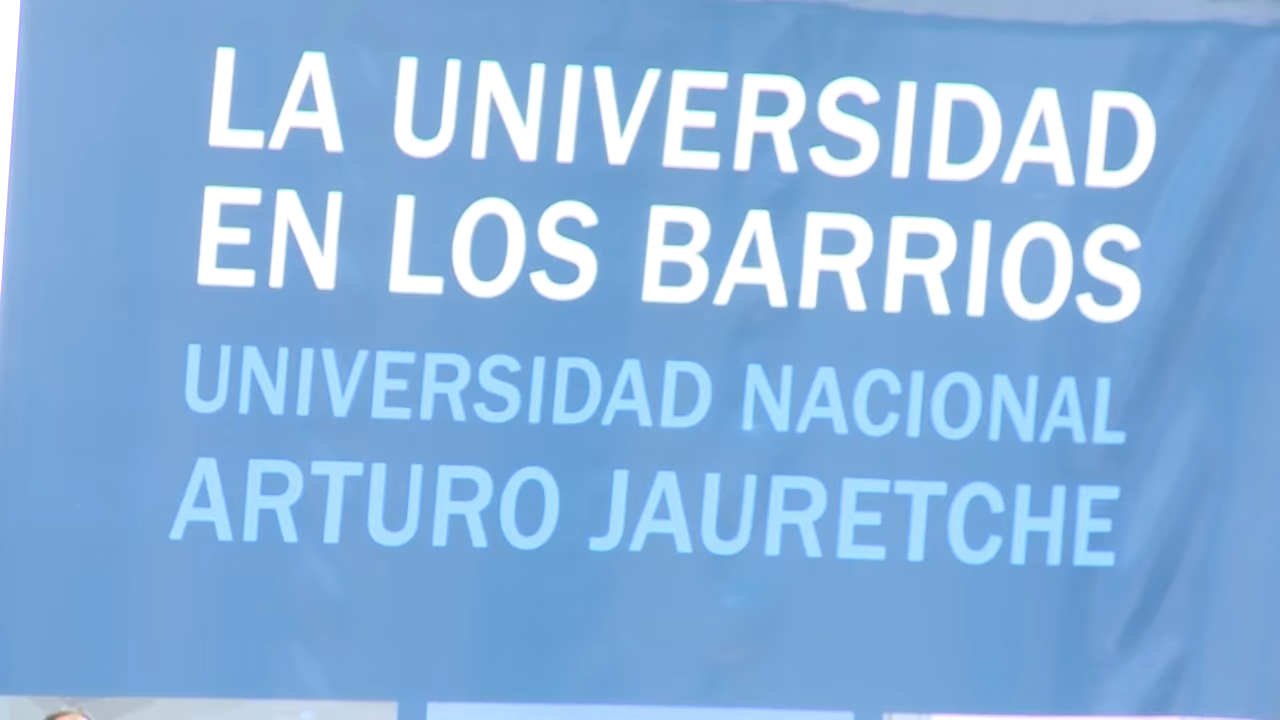 LA UNIVERSIDAD
EN LOS BARRIOS
UNIVERSIDAD NACIONAL
ARTURO JAURETCHE